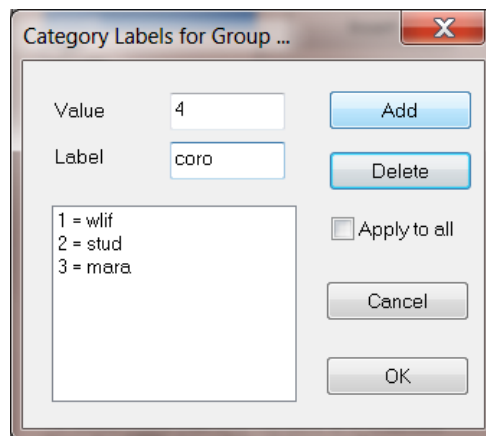 Category Labels for Group ...
Value 4 Add
Label coro Delete
1 = wlif
2 = stud
3 = mara
Apply to all
Cancel
OK